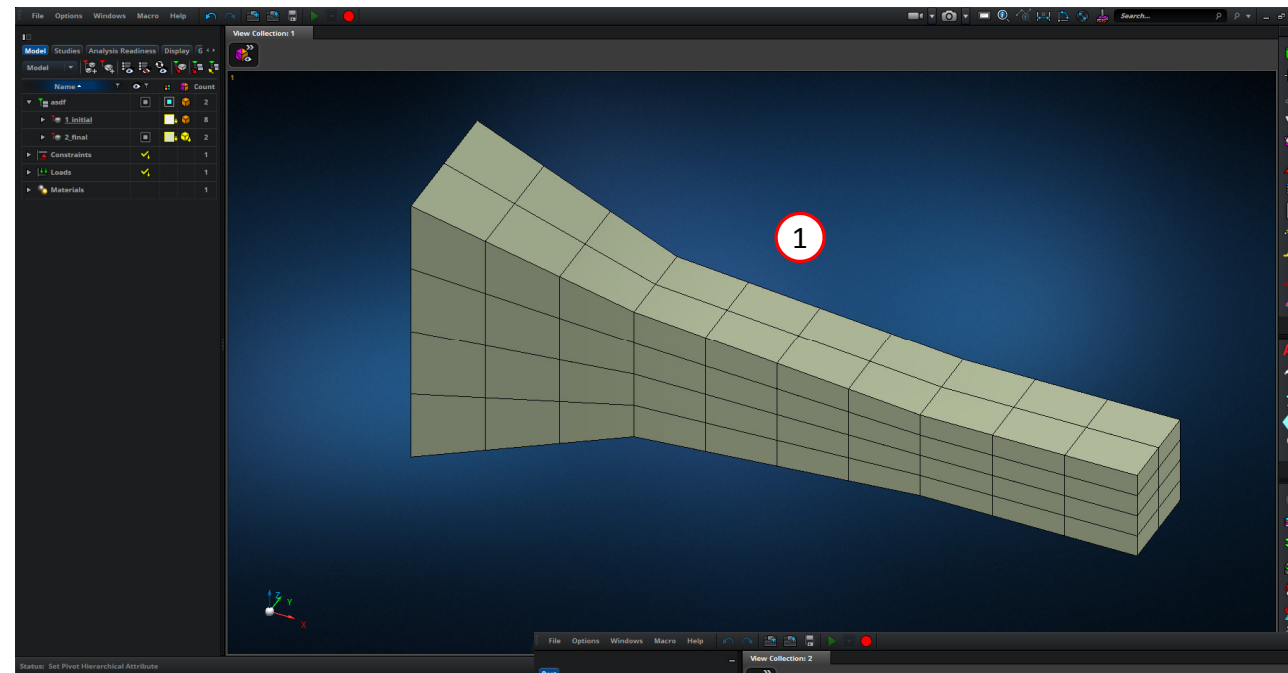 File Options Windows Macro Help Search...
View Collection: 1
Model Studies Analysis Readiness Display 6
Model
Name Count
1
asdf 2
1_initial 8
2_final 2
Constraints 1
Loads 1
Materials 1
1
Z
Y
X
File Options Windows Macro Help
Status: Set Pivot Hierarchical Attribute
View Collection: 2